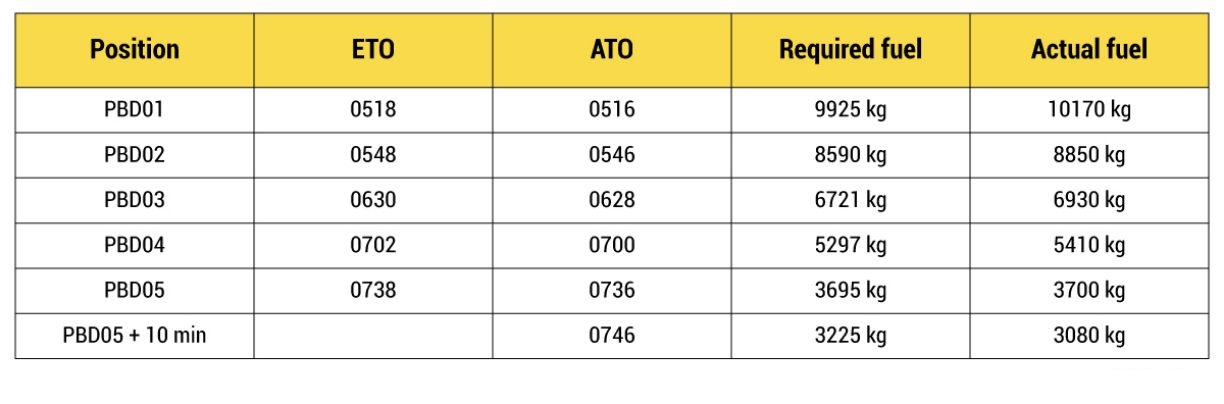 Position ETO ATO Required fuel Actual fuel
PBD01 0518 0516 9925 kg 10170 kg
PBD02 0548 0546 8590 kg 8850 kg
PBD03 0630 0628 6721 kg 6930 kg
PBD04 0702 0700 5297 kg 5410 kg
PBD05 0738 0736 3695 kg 3700 kg
PBD05 + 10 min 0746 3225 kg 3080 kg